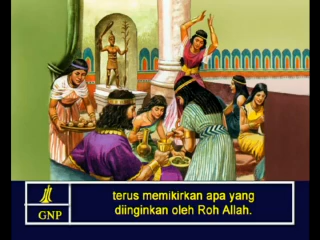 terus memikirkan apa yang
diinginkan oleh Roh Allah.
GNP